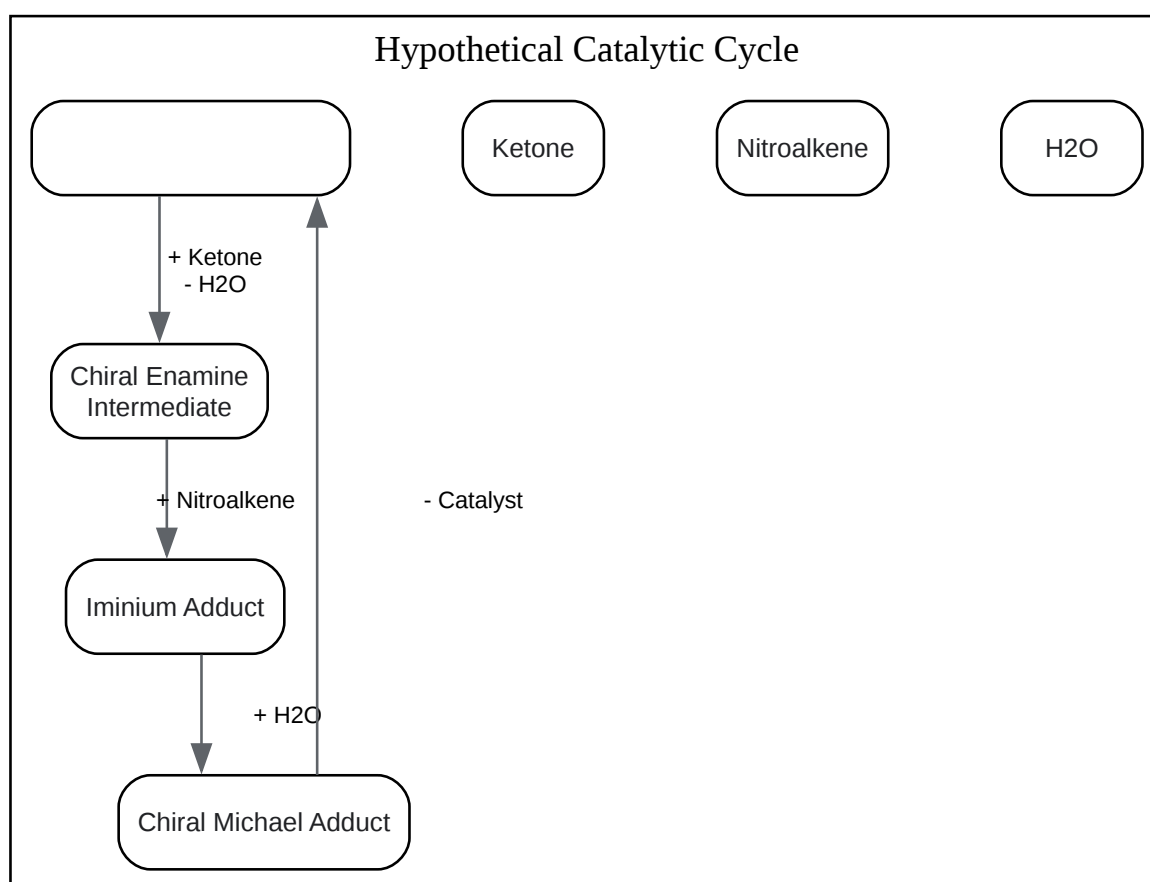 Hypothetical Catalytic Cycle
Ketone
Nitroalkene
H2O
+ Ketone
- H2O
Chiral Enamine
Intermediate
+ Nitroalkene
- Catalyst
Iminium Adduct
+ H2O
Chiral Michael Adduct